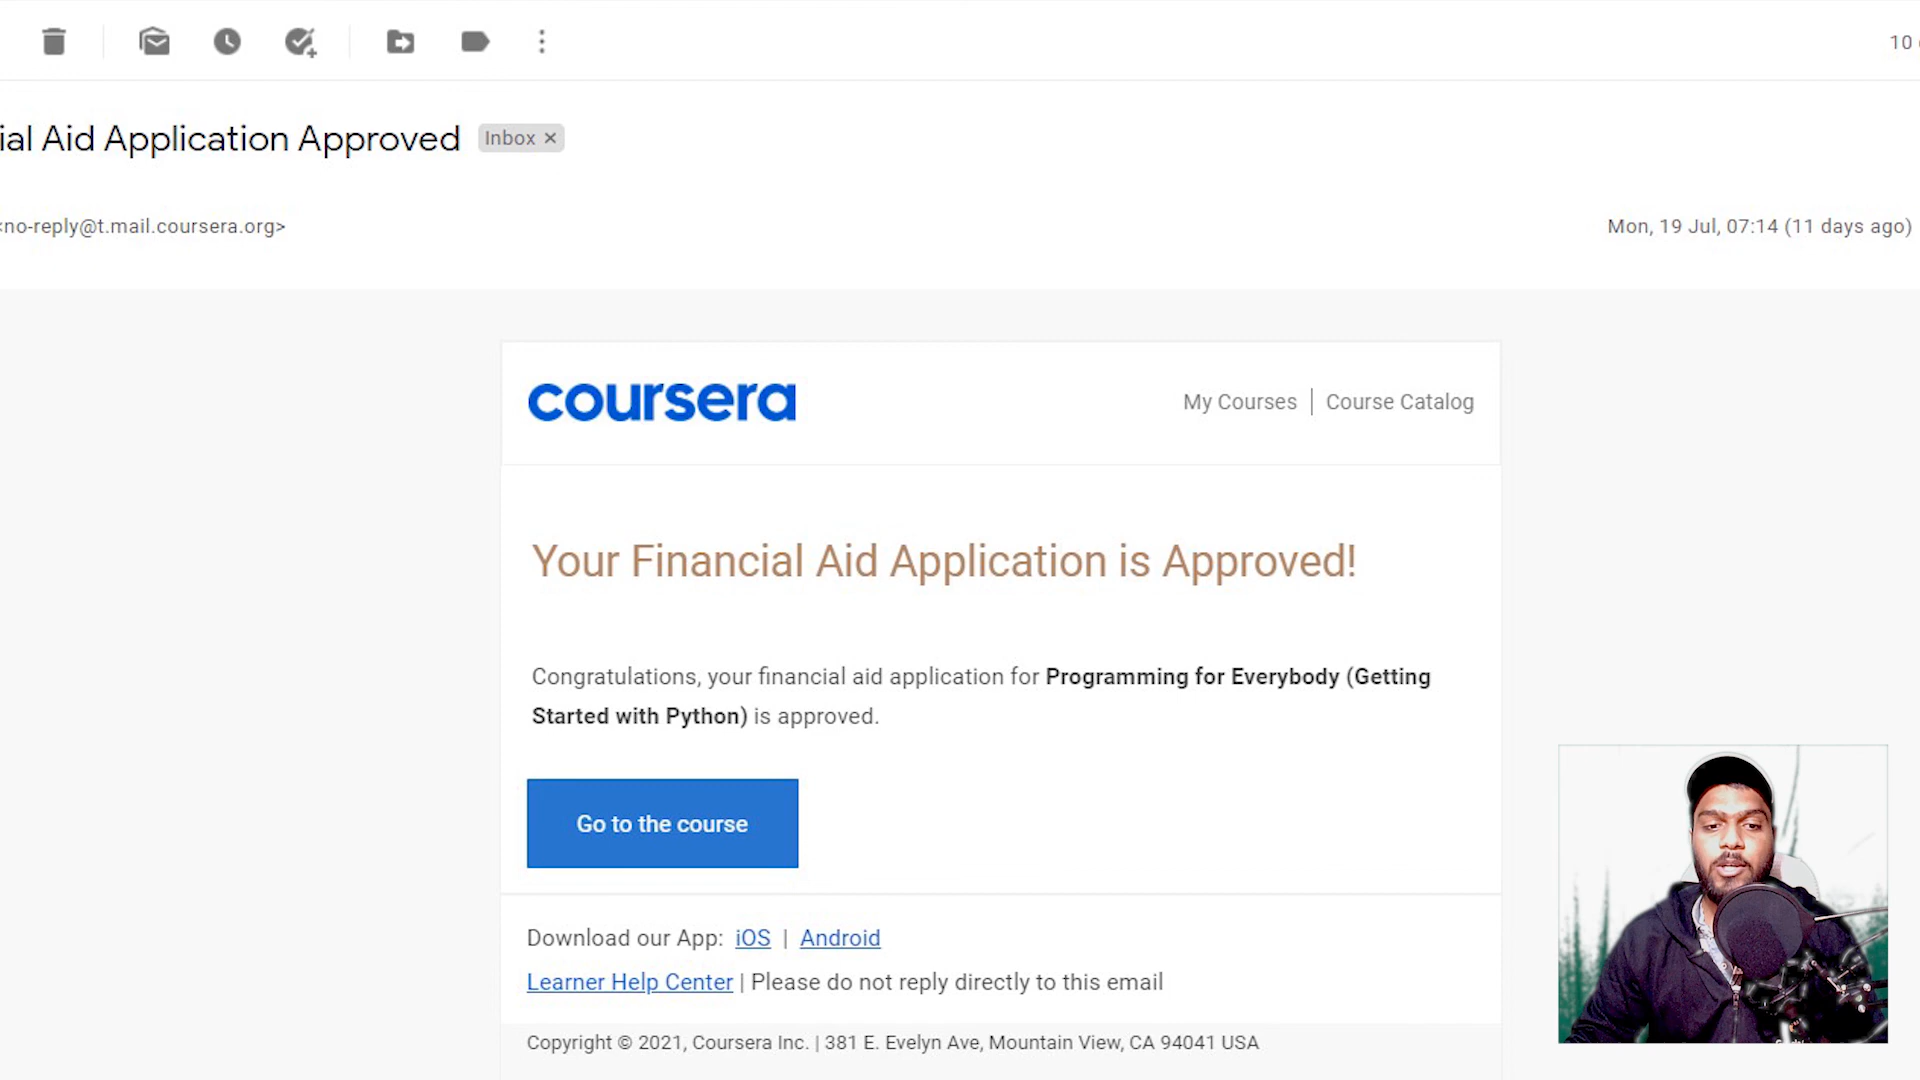 10
ial Aid Application Approved Inbox ×
<no-reply@t.mail.coursera.org>
Mon, 19 Jul, 07:14 (11 days ago)
coursera
My Courses | Course Catalog
Your Financial Aid Application is Approved!
Congratulations, your financial aid application for Programming for Everybody (Getting
Started with Python) is approved.
Go to the course
Download our App: iOS | Android
Learner Help Center | Please do not reply directly to this email
Copyright © 2021, Coursera Inc. | 381 E. Evelyn Ave, Mountain View, CA 94041 USA